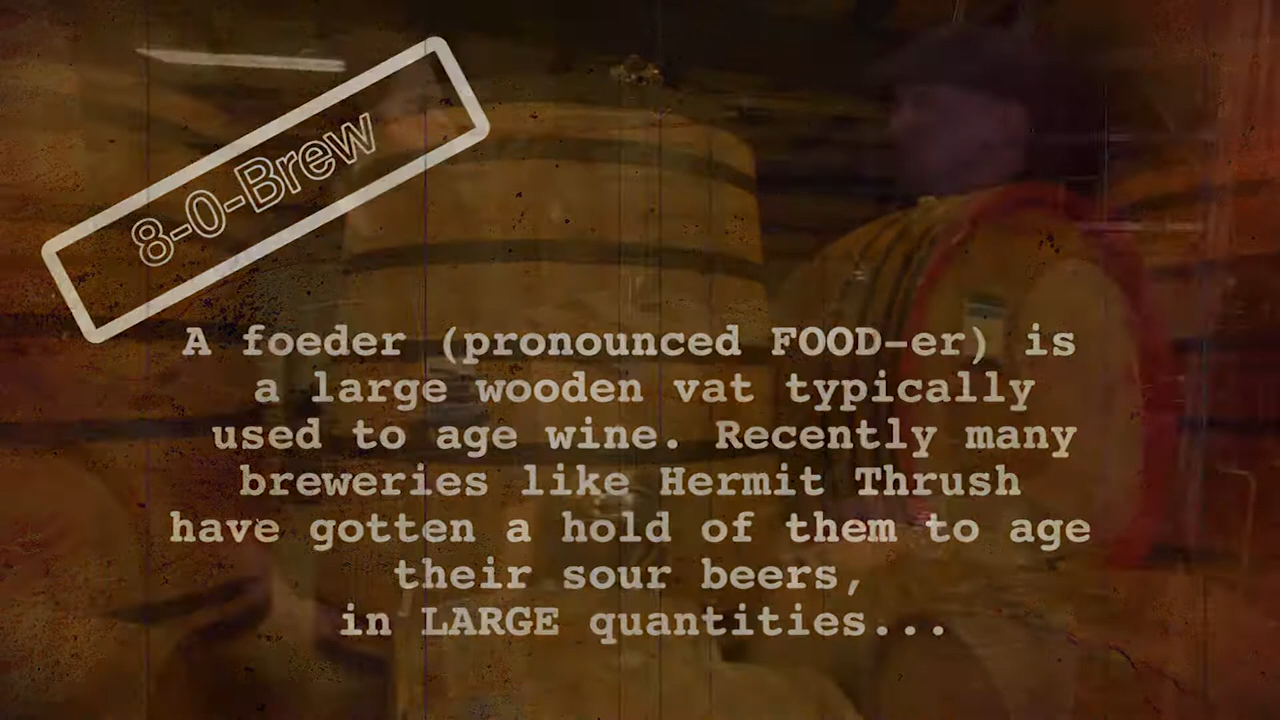 8-0-Brew
A foeder (pronounced FOOD-er) is
a large wooden vat typically
used to age wine. Recently many
breweries like Hermit Thrush
have gotten a hold of them to age
their sour beers,
in LARGE quantities...